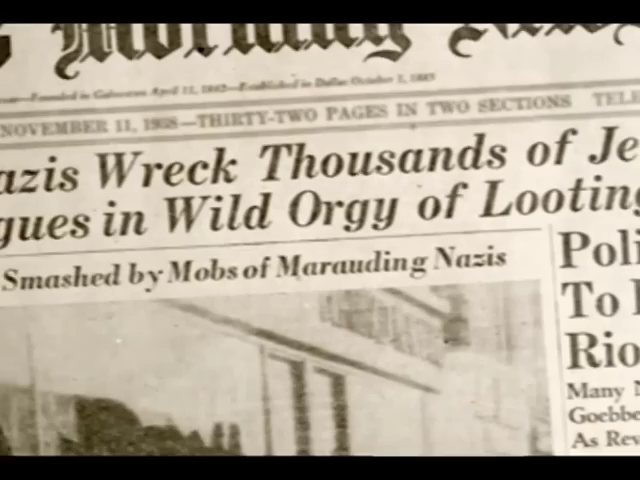 Morning News
Founded in Galveston April 11, 1842—Established in Dallas October 1, 1885
NOVEMBER 11, 1938—THIRTY-TWO PAGES IN TWO SECTIONS TELE
azis Wreck Thousands of Je
gues in Wild Orgy of Looting
Smashed by Mobs of Marauding Nazis
Poli
To
Rio
Many
Goebbe
As Rev